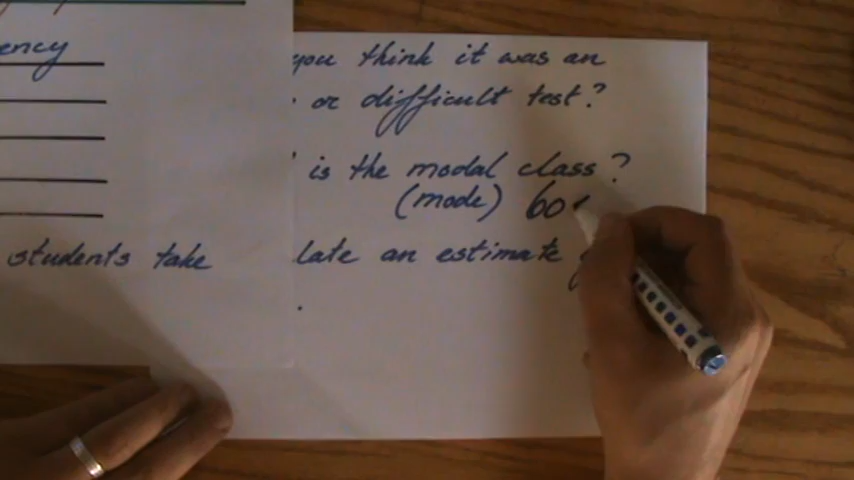 ency
you think it was an
or difficult test?
is the modal class?
(mode) 60
students take
late an estimate
.